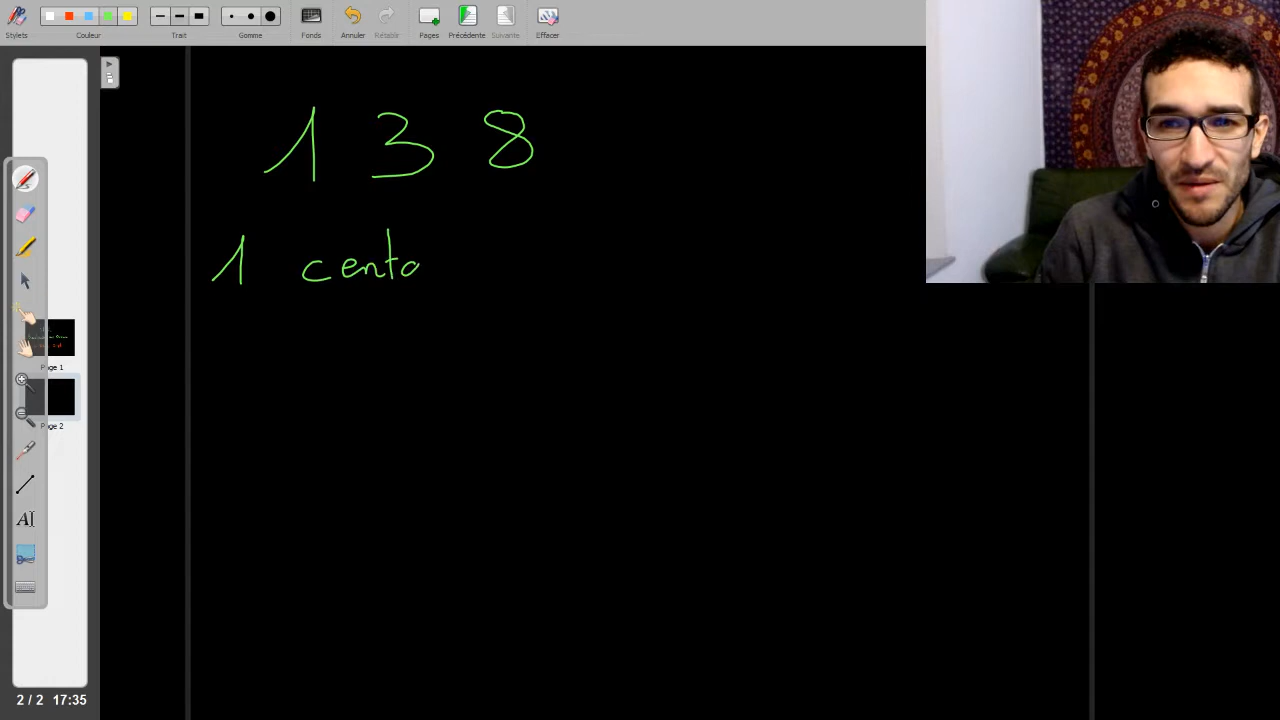 Stylets Couleur Trait Gomme Fonds Annuler Rétablir Pages Précédente Suivante Effacer
1 3 8
1 cento
Page 1
Page 2
AI
2 / 2 17:35